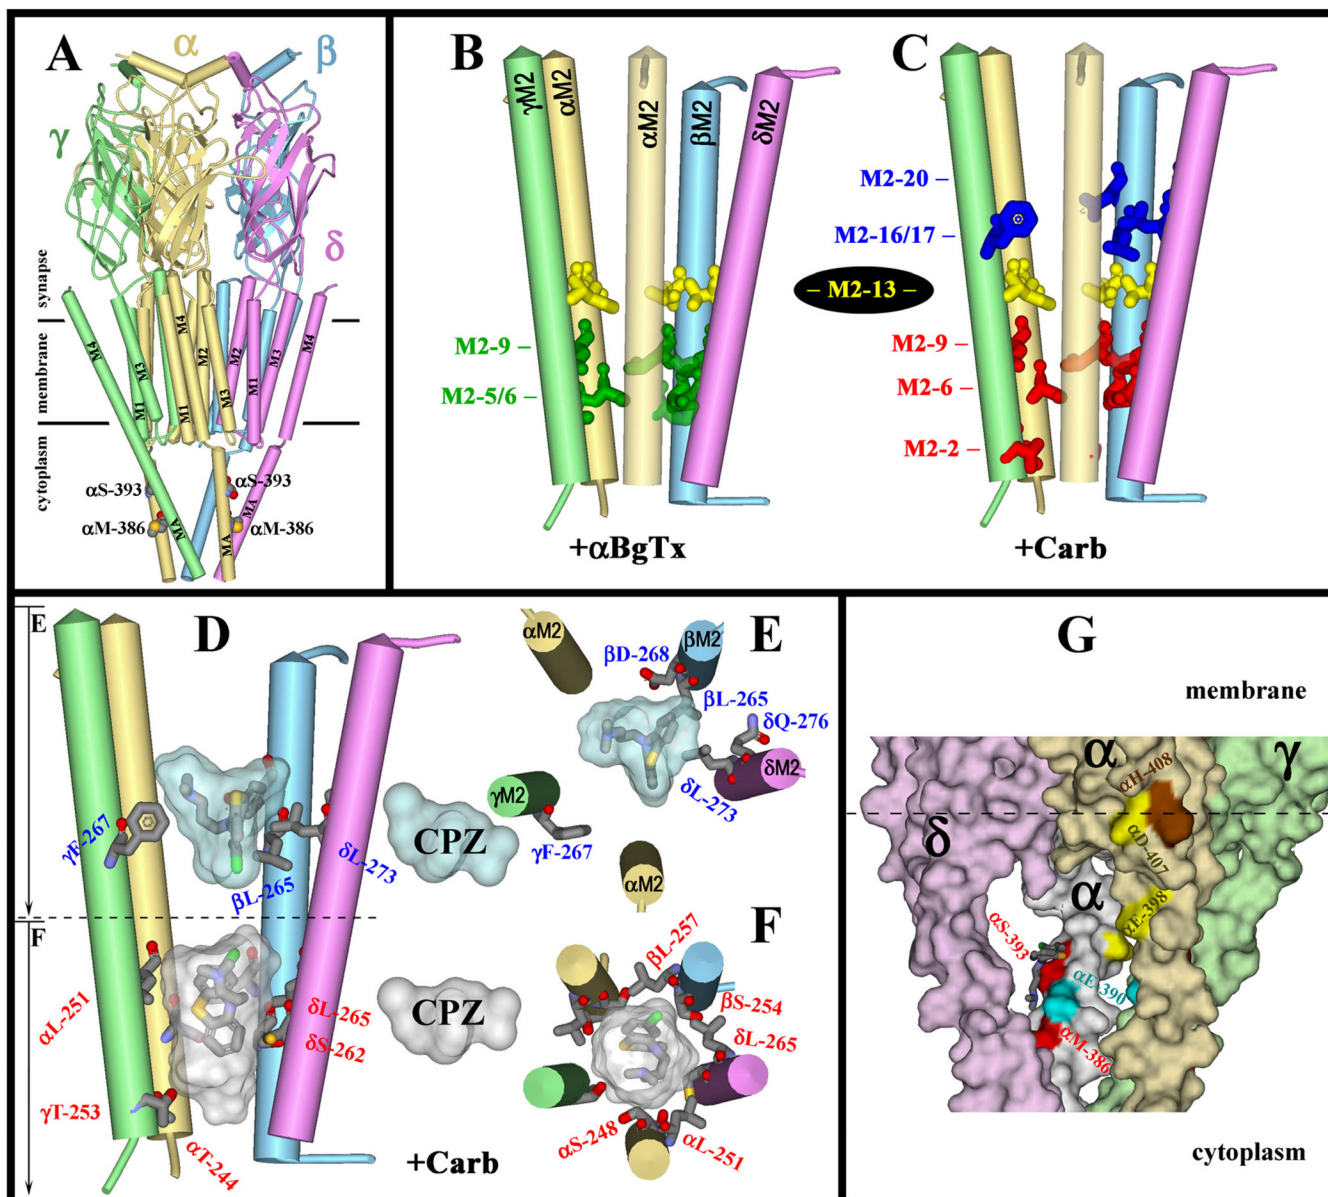 A
α
β
γ
δ
synapse
membrane
cytoplasm
M4
M3
M1
M4
M1
M2
M3
M2
M1
M3
M4
αS-393
αS-393
αM-386
αM-386
MA
MA
MA
B
γM2
αM2
αM2
βM2
δM2
M2-9 –
M2-5/6 –
+αBgTx
C
M2-20 –
M2-16/17 –
– M2-13 –
M2-9 –
M2-6 –
M2-2 –
+Carb
E
D
γF-267
βL-265
δL-273
CPZ
F
αL-251
δL-265
δS-262
γT-253
αT-244
CPZ
+Carb
E
αM2
βM2
βD-268
βL-265
δQ-276
δM2
δL-273
γM2
γF-267
αM2
F
βL-257
βS-254
δL-265
αS-248
αL-251
G
membrane
α
γ
αH-408
δ
αD-407
α
αE-398
αS-393
αE-390
αM-386
cytoplasm